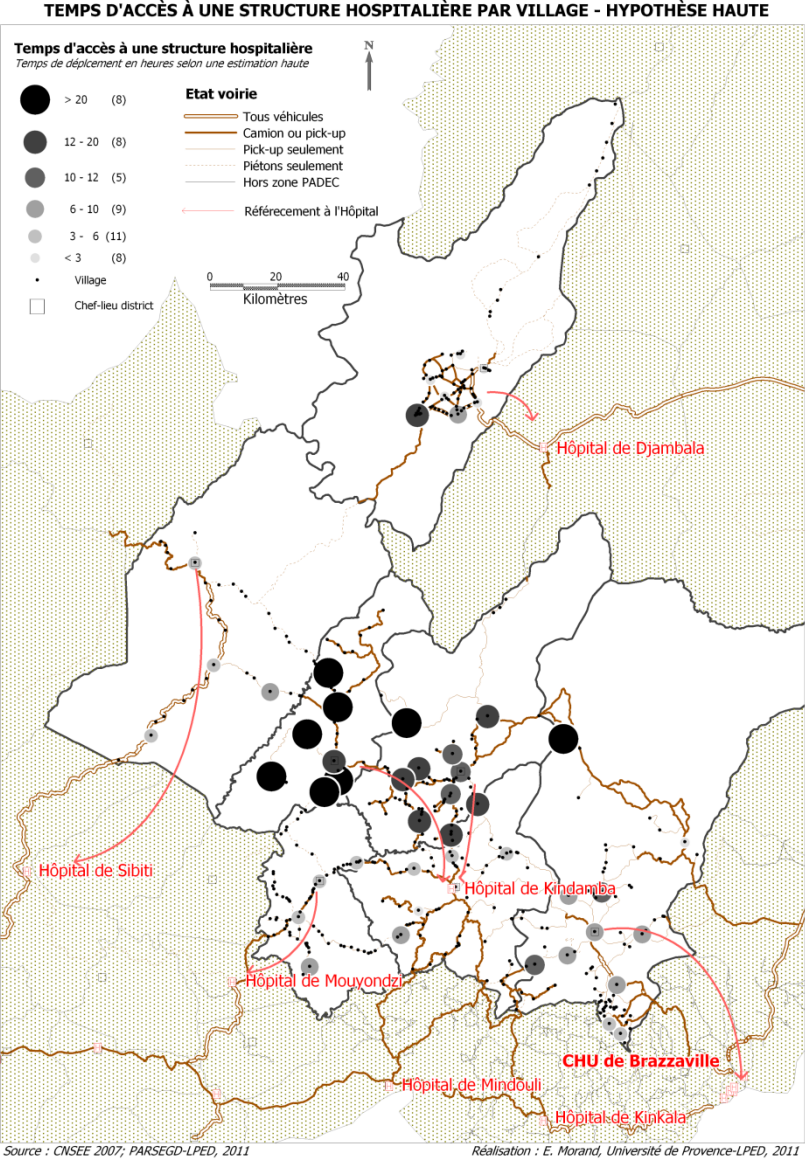 TEMPS D'ACCÈS À UNE STRUCTURE HOSPITALIÈRE PAR VILLAGE - HYPOTHÈSE HAUTE
Temps d'accès à une structure hospitalière
Temps de déplcement en heures selon une estimation haute
> 20 (8)
12 - 20 (8)
10 - 12 (5)
6 - 10 (9)
3 - 6 (11)
< 3 (8)
Village
Chef-lieu district
Etat voirie
Tous véhicules
Camion ou pick-up
Pick-up seulement
Piétons seulement
Hors zone PADEC
Référecement à l'Hôpital
N
0 20 40
Kilomètres
Hôpital de Djambala
Hôpital de Sibiti
Hôpital de Kindamba
Hôpital de Mouyondzi
CHU de Brazzaville
Hôpital de Mindouli
Hôpital de Kinkala
Source : CNSEE 2007; PARSEGD-LPED, 2011
Réalisation : E. Morand, Université de Provence-LPED, 2011